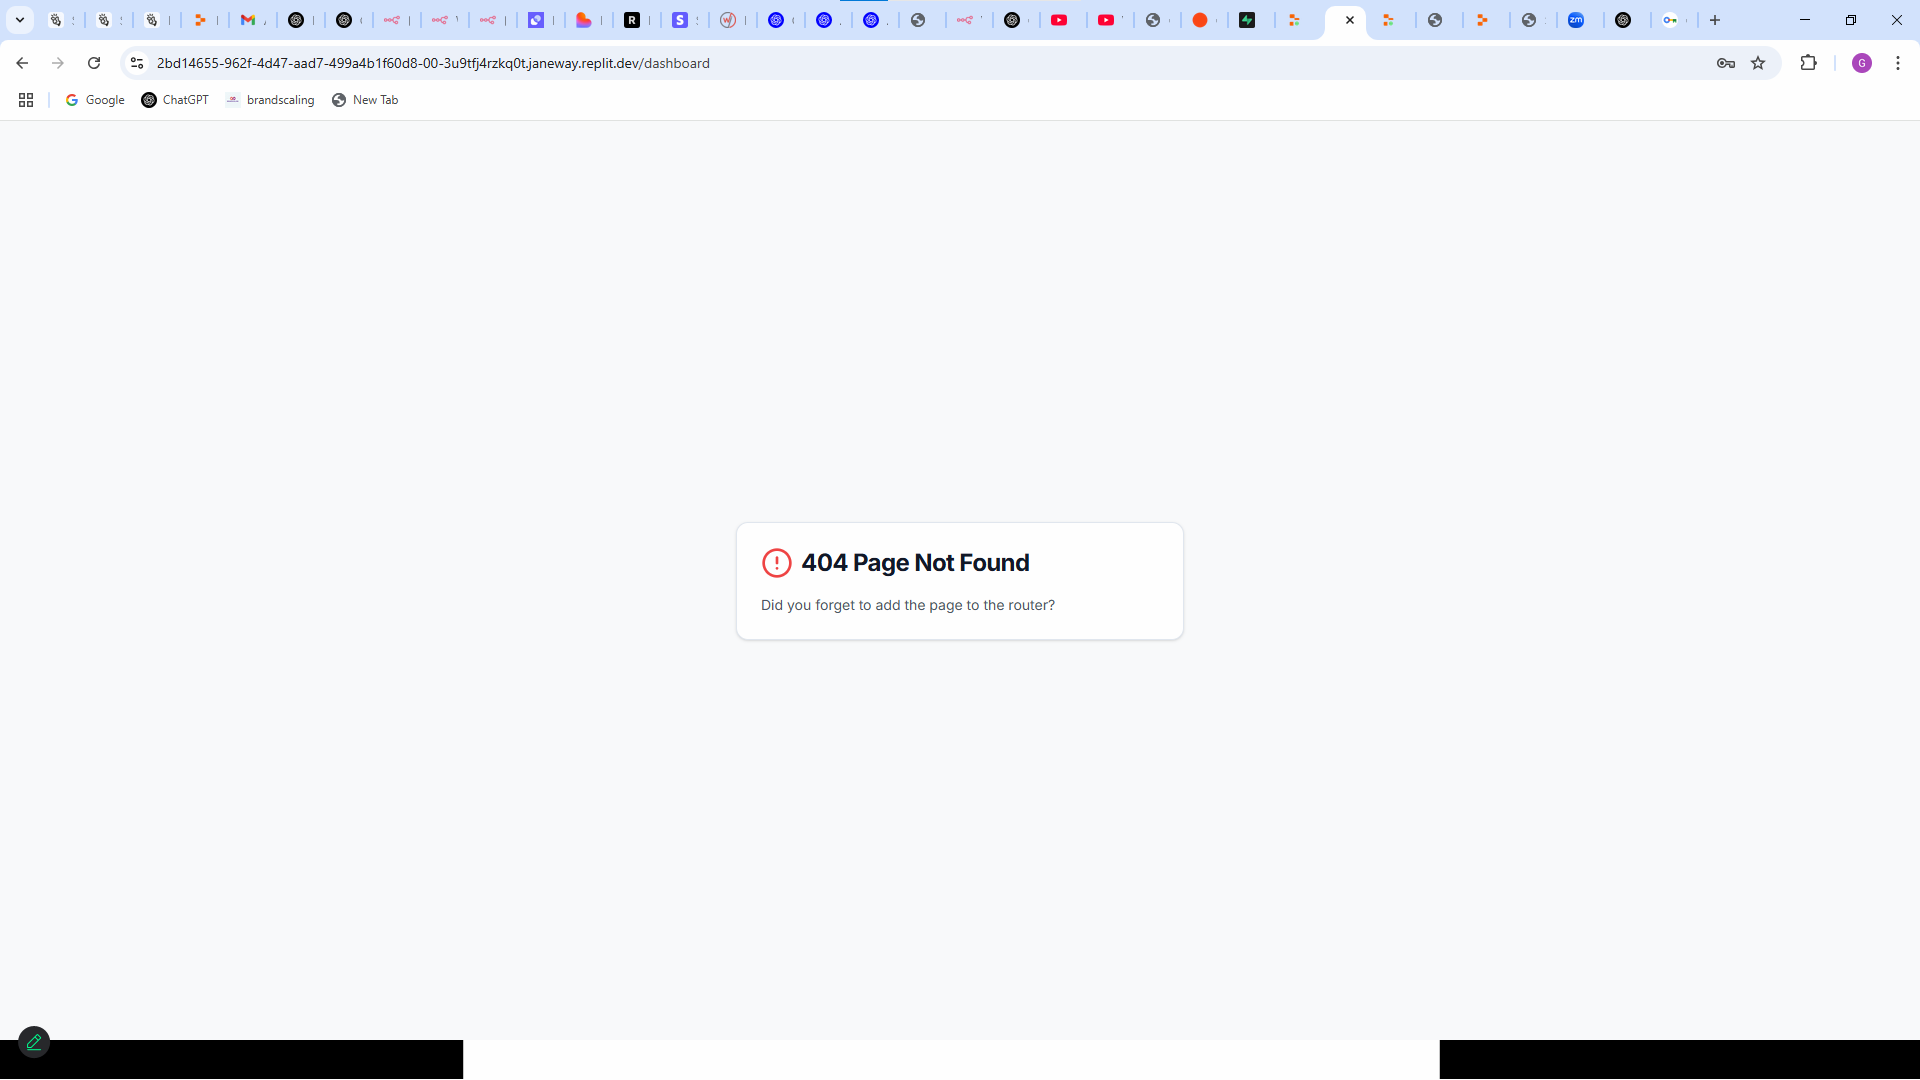 2bd14655-962f-4d47-aad7-499a4b1f60d8-00-3u9tfj4rzkq0t.janeway.replit.dev/dashboard
Google
ChatGPT
brandscaling
New Tab
404 Page Not Found
Did you forget to add the page to the router?